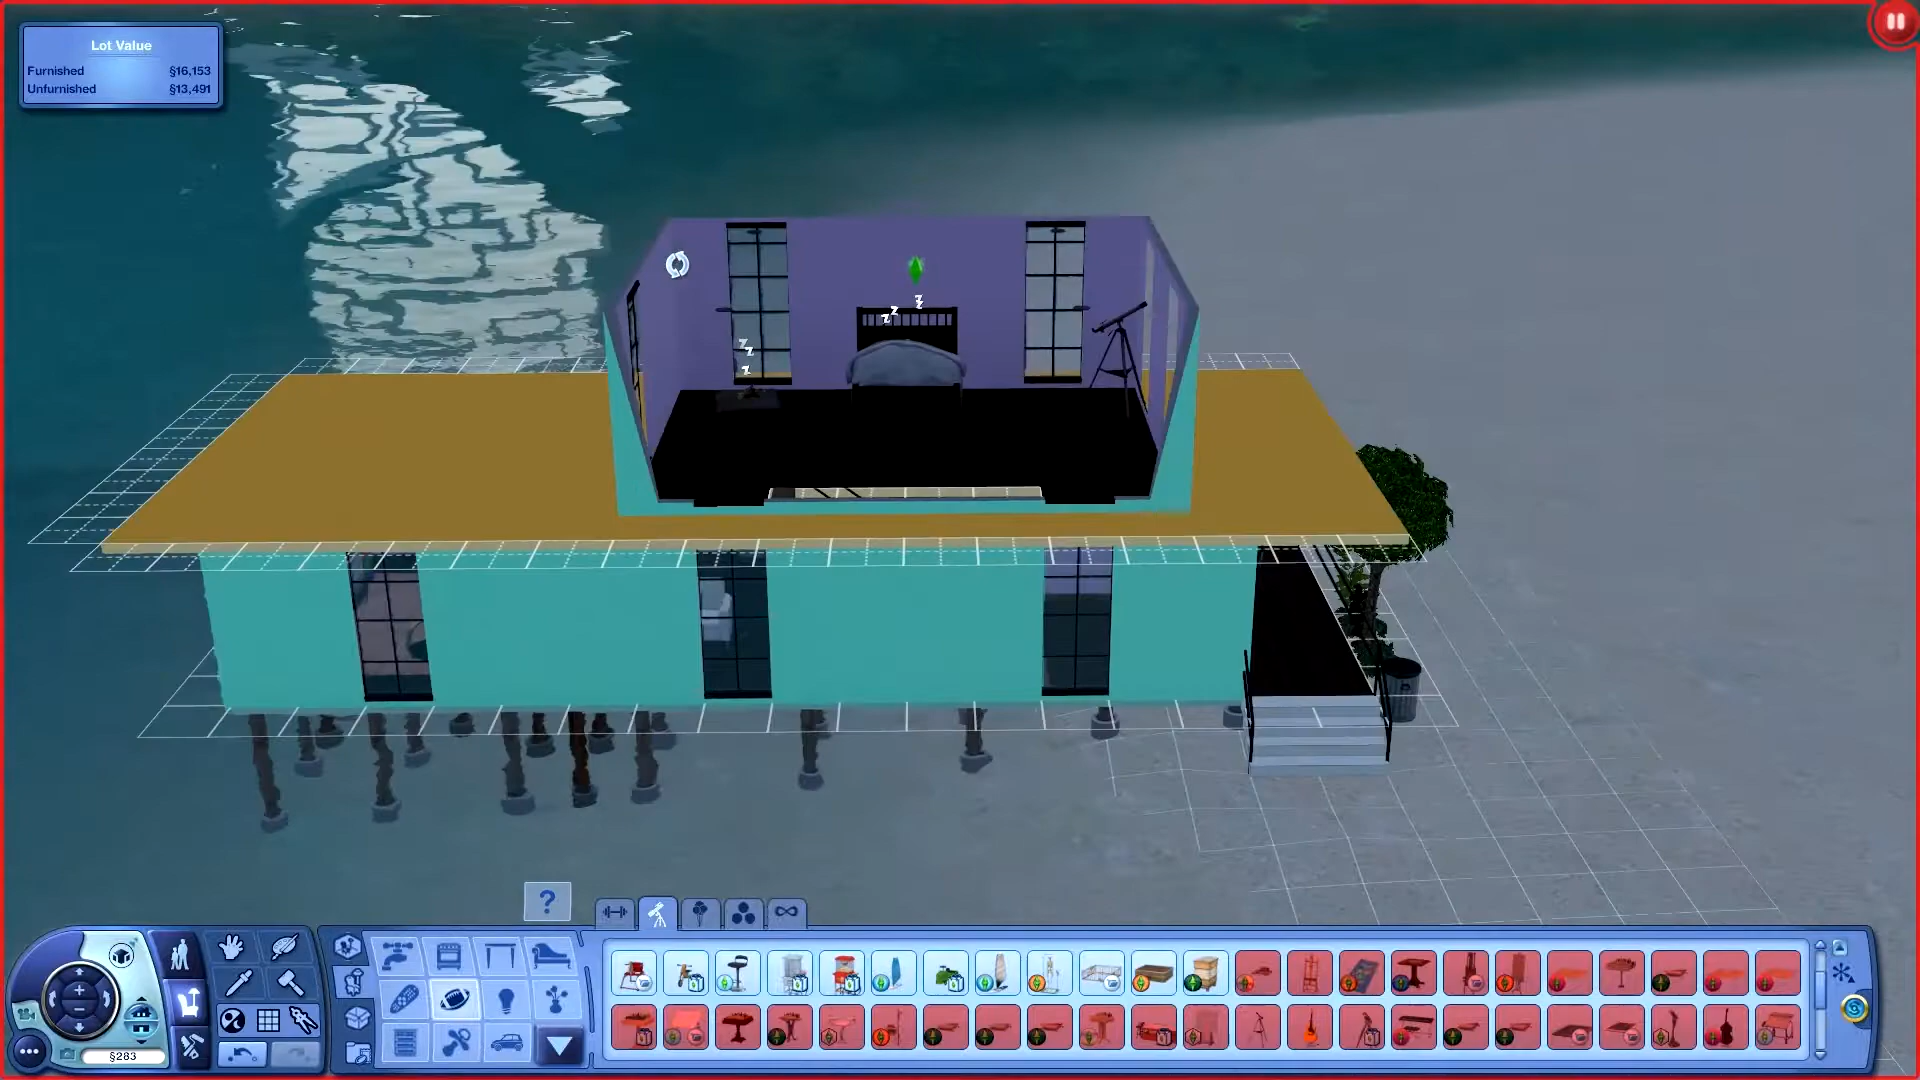 Lot Value
Furnished §16,153
Unfurnished §13,491
z
z
z
z
z
z
z
?
§283